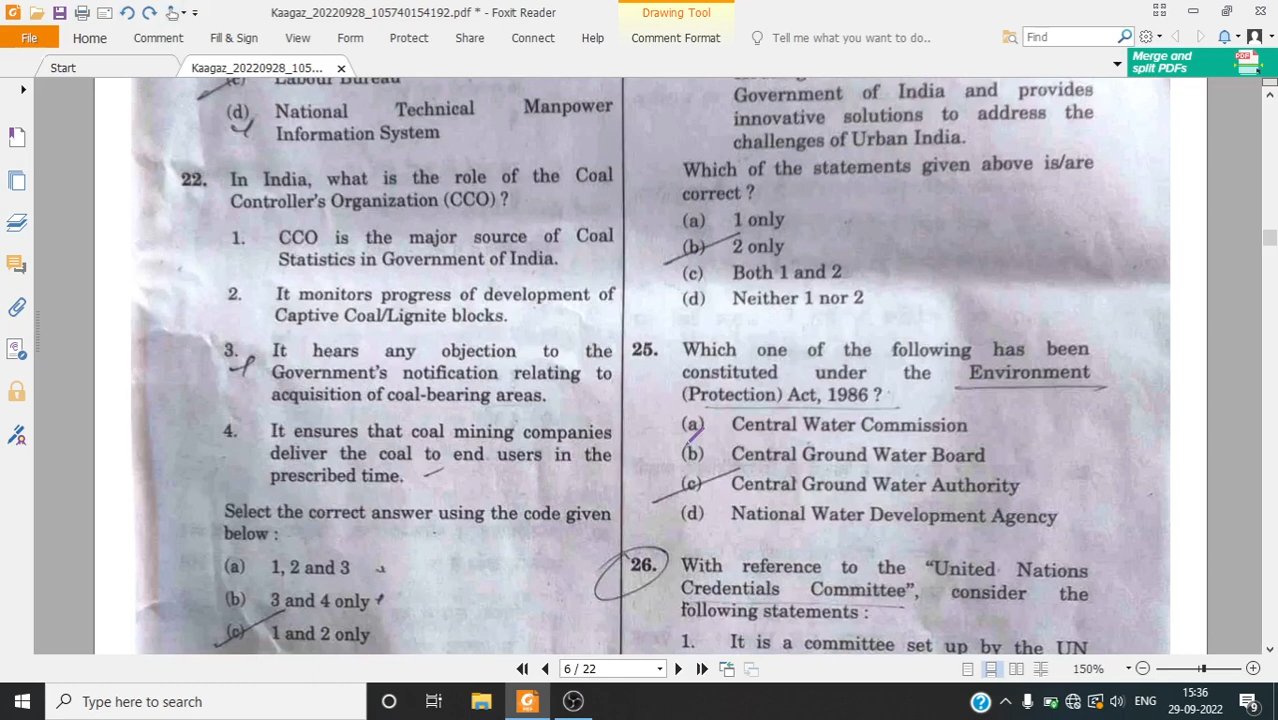 Kaagaz_20220928_105740154192.pdf * - Foxit Reader
Drawing Tool
File
Home
Comment
Fill & Sign
View
Form
Protect
Share
Connect
Help
Comment Format
Tell me what you want to do..
Find
Start
Kaagaz_20220928_105...
Merge and
split PDFs
(c) Labour Bureau
(d) National Technical Manpower
Information System
22. In India, what is the role of the Coal
Controller's Organization (CCO) ?
1. CCO is the major source of Coal
Statistics in Government of India.
2. It monitors progress of development of
Captive Coal/Lignite blocks.
3. It hears any objection to the
Government's notification relating to
acquisition of coal-bearing areas.
4. It ensures that coal mining companies
deliver the coal to end users in the
prescribed time.
Select the correct answer using the code given
below :
(a) 1, 2 and 3
(b) 3 and 4 only
(c) 1 and 2 only
Government of India and provides
innovative solutions to address the
challenges of Urban India.
Which of the statements given above is/are
correct ?
(a) 1 only
(b) 2 only
(c) Both 1 and 2
(d) Neither 1 nor 2
25. Which one of the following has been
constituted under the Environment
(Protection) Act, 1986 ?
(a) Central Water Commission
(b) Central Ground Water Board
(c) Central Ground Water Authority
(d) National Water Development Agency
26. With reference to the "United Nations
Credentials Committee", consider the
following statements :
1. It is a committee set up by the UN
6 / 22
150%
Type here to search
ENG
15:36
29-09-2022
9